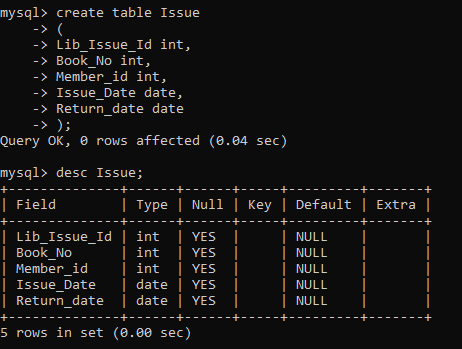 mysql> create table Issue
    -> (
    -> Lib_Issue_Id int,
    -> Book_No int,
    -> Member_id int,
    -> Issue_Date date,
    -> Return_date date
    -> );
Query OK, 0 rows affected (0.04 sec)

mysql> desc Issue;
+--------------+------+------+-----+---------+-------+
| Field        | Type | Null | Key | Default | Extra |
+--------------+------+------+-----+---------+-------+
| Lib_Issue_Id | int  | YES  |     | NULL    |       |
| Book_No      | int  | YES  |     | NULL    |       |
| Member_id    | int  | YES  |     | NULL    |       |
| Issue_Date   | date | YES  |     | NULL    |       |
| Return_date  | date | YES  |     | NULL    |       |
+--------------+------+------+-----+---------+-------+
5 rows in set (0.00 sec)